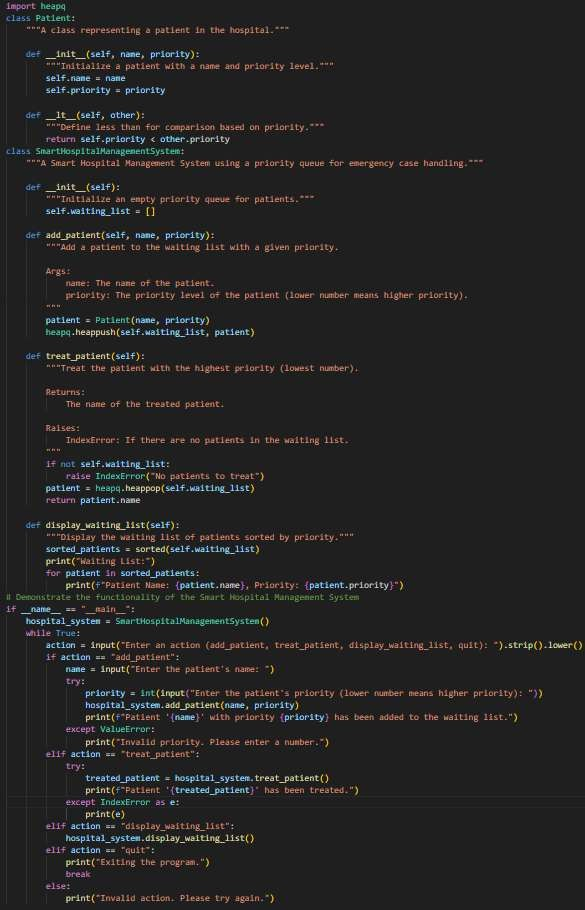 import heapq
class Patient:
    """A class representing a patient in the hospital."""

    def __init__(self, name, priority):
        """Initialize a patient with a name and priority level."""
        self.name = name
        self.priority = priority

    def __lt__(self, other):
        """Define less than for comparison based on priority."""
        return self.priority < other.priority
class SmartHospitalManagementSystem:
    """A Smart Hospital Management System using a priority queue for emergency case handling."""

    def __init__(self):
        """Initialize an empty priority queue for patients."""
        self.waiting_list = []

    def add_patient(self, name, priority):
        """Add a patient to the waiting list with a given priority.

        Args:
            name: The name of the patient.
            priority: The priority level of the patient (lower number means higher priority).
        """
        patient = Patient(name, priority)
        heapq.heappush(self.waiting_list, patient)

    def treat_patient(self):
        """Treat the patient with the highest priority (lowest number).

        Returns:
            The name of the treated patient.

        Raises:
            IndexError: If there are no patients in the waiting list.
        """
        if not self.waiting_list:
            raise IndexError("No patients to treat")
        patient = heapq.heappop(self.waiting_list)
        return patient.name

    def display_waiting_list(self):
        """Display the waiting list of patients sorted by priority."""
        sorted_patients = sorted(self.waiting_list)
        print("Waiting List:")
        for patient in sorted_patients:
            print(f"Patient Name: {patient.name}, Priority: {patient.priority}")
# Demonstrate the functionality of the Smart Hospital Management System
if __name__ == "__main__":
    hospital_system = SmartHospitalManagementSystem()
    while True:
        action = input("Enter an action (add_patient, treat_patient, display_waiting_list, quit): ").strip().lower()
        if action == "add_patient":
            name = input("Enter the patient's name: ")
            try:
                priority = int(input("Enter the patient's priority (lower number means higher priority): "))
                hospital_system.add_patient(name, priority)
                print(f"Patient '{name}' with priority {priority} has been added to the waiting list.")
            except ValueError:
                print("Invalid priority. Please enter a number.")
        elif action == "treat_patient":
            try:
                treated_patient = hospital_system.treat_patient()
                print(f"Patient '{treated_patient}' has been treated.")
            except IndexError as e:
                print(e)
        elif action == "display_waiting_list":
            hospital_system.display_waiting_list()
        elif action == "quit":
            print("Exiting the program.")
            break
        else:
            print("Invalid action. Please try again.")